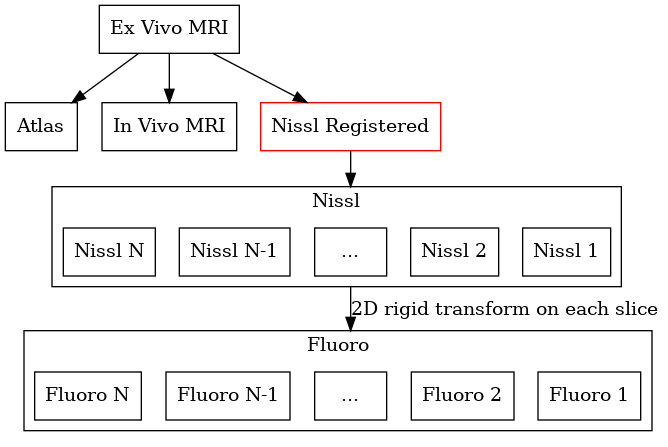 Ex Vivo MRI
Atlas
In Vivo MRI
Nissl Registered
Nissl
Nissl N
Nissl N-1
...
Nissl 2
Nissl 1
2D rigid transform on each slice
Fluoro
Fluoro N
Fluoro N-1
...
Fluoro 2
Fluoro 1